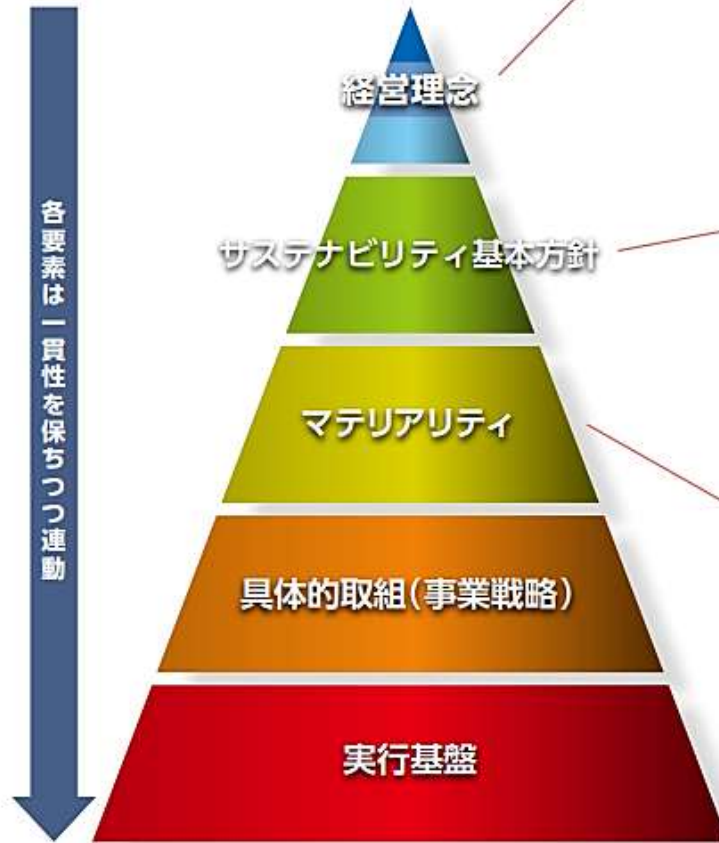 経営理念
サステナビリティ基本方針
マテリアリティ
具体的取組(事業戦略)
実行基盤
各要素は一貫性を保ちつつ連動